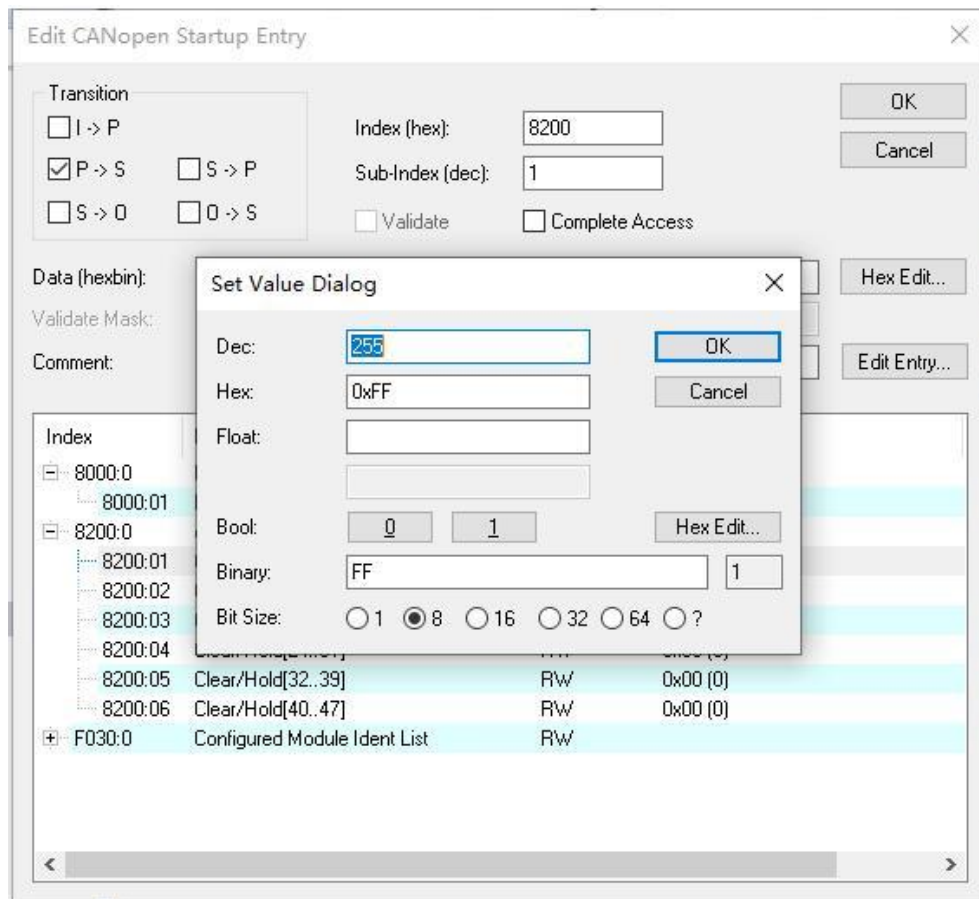 Edit CANopen Startup Entry
Transition
I -> P
P -> S
S -> P
S -> O
O -> S
Index (hex):
8200
Sub-Index (dec):
1
Validate
Complete Access
OK
Cancel
Data (hexbin):
Hex Edit...
Validate Mask:
Comment:
Edit Entry...
Set Value Dialog
Dec:
255
OK
Hex:
0xFF
Cancel
Float:
Bool:
0
1
Hex Edit...
Binary:
FF
1
Bit Size:
1
8
16
32
64
?
Index
8000:0
8000:01
8200:0
8200:01
8200:02
8200:03
8200:04
8200:05 Clear/Hold[32..39] RW 0x00 (0)
8200:06 Clear/Hold[40..47] RW 0x00 (0)
F030:0 Configured Module Ident List RW